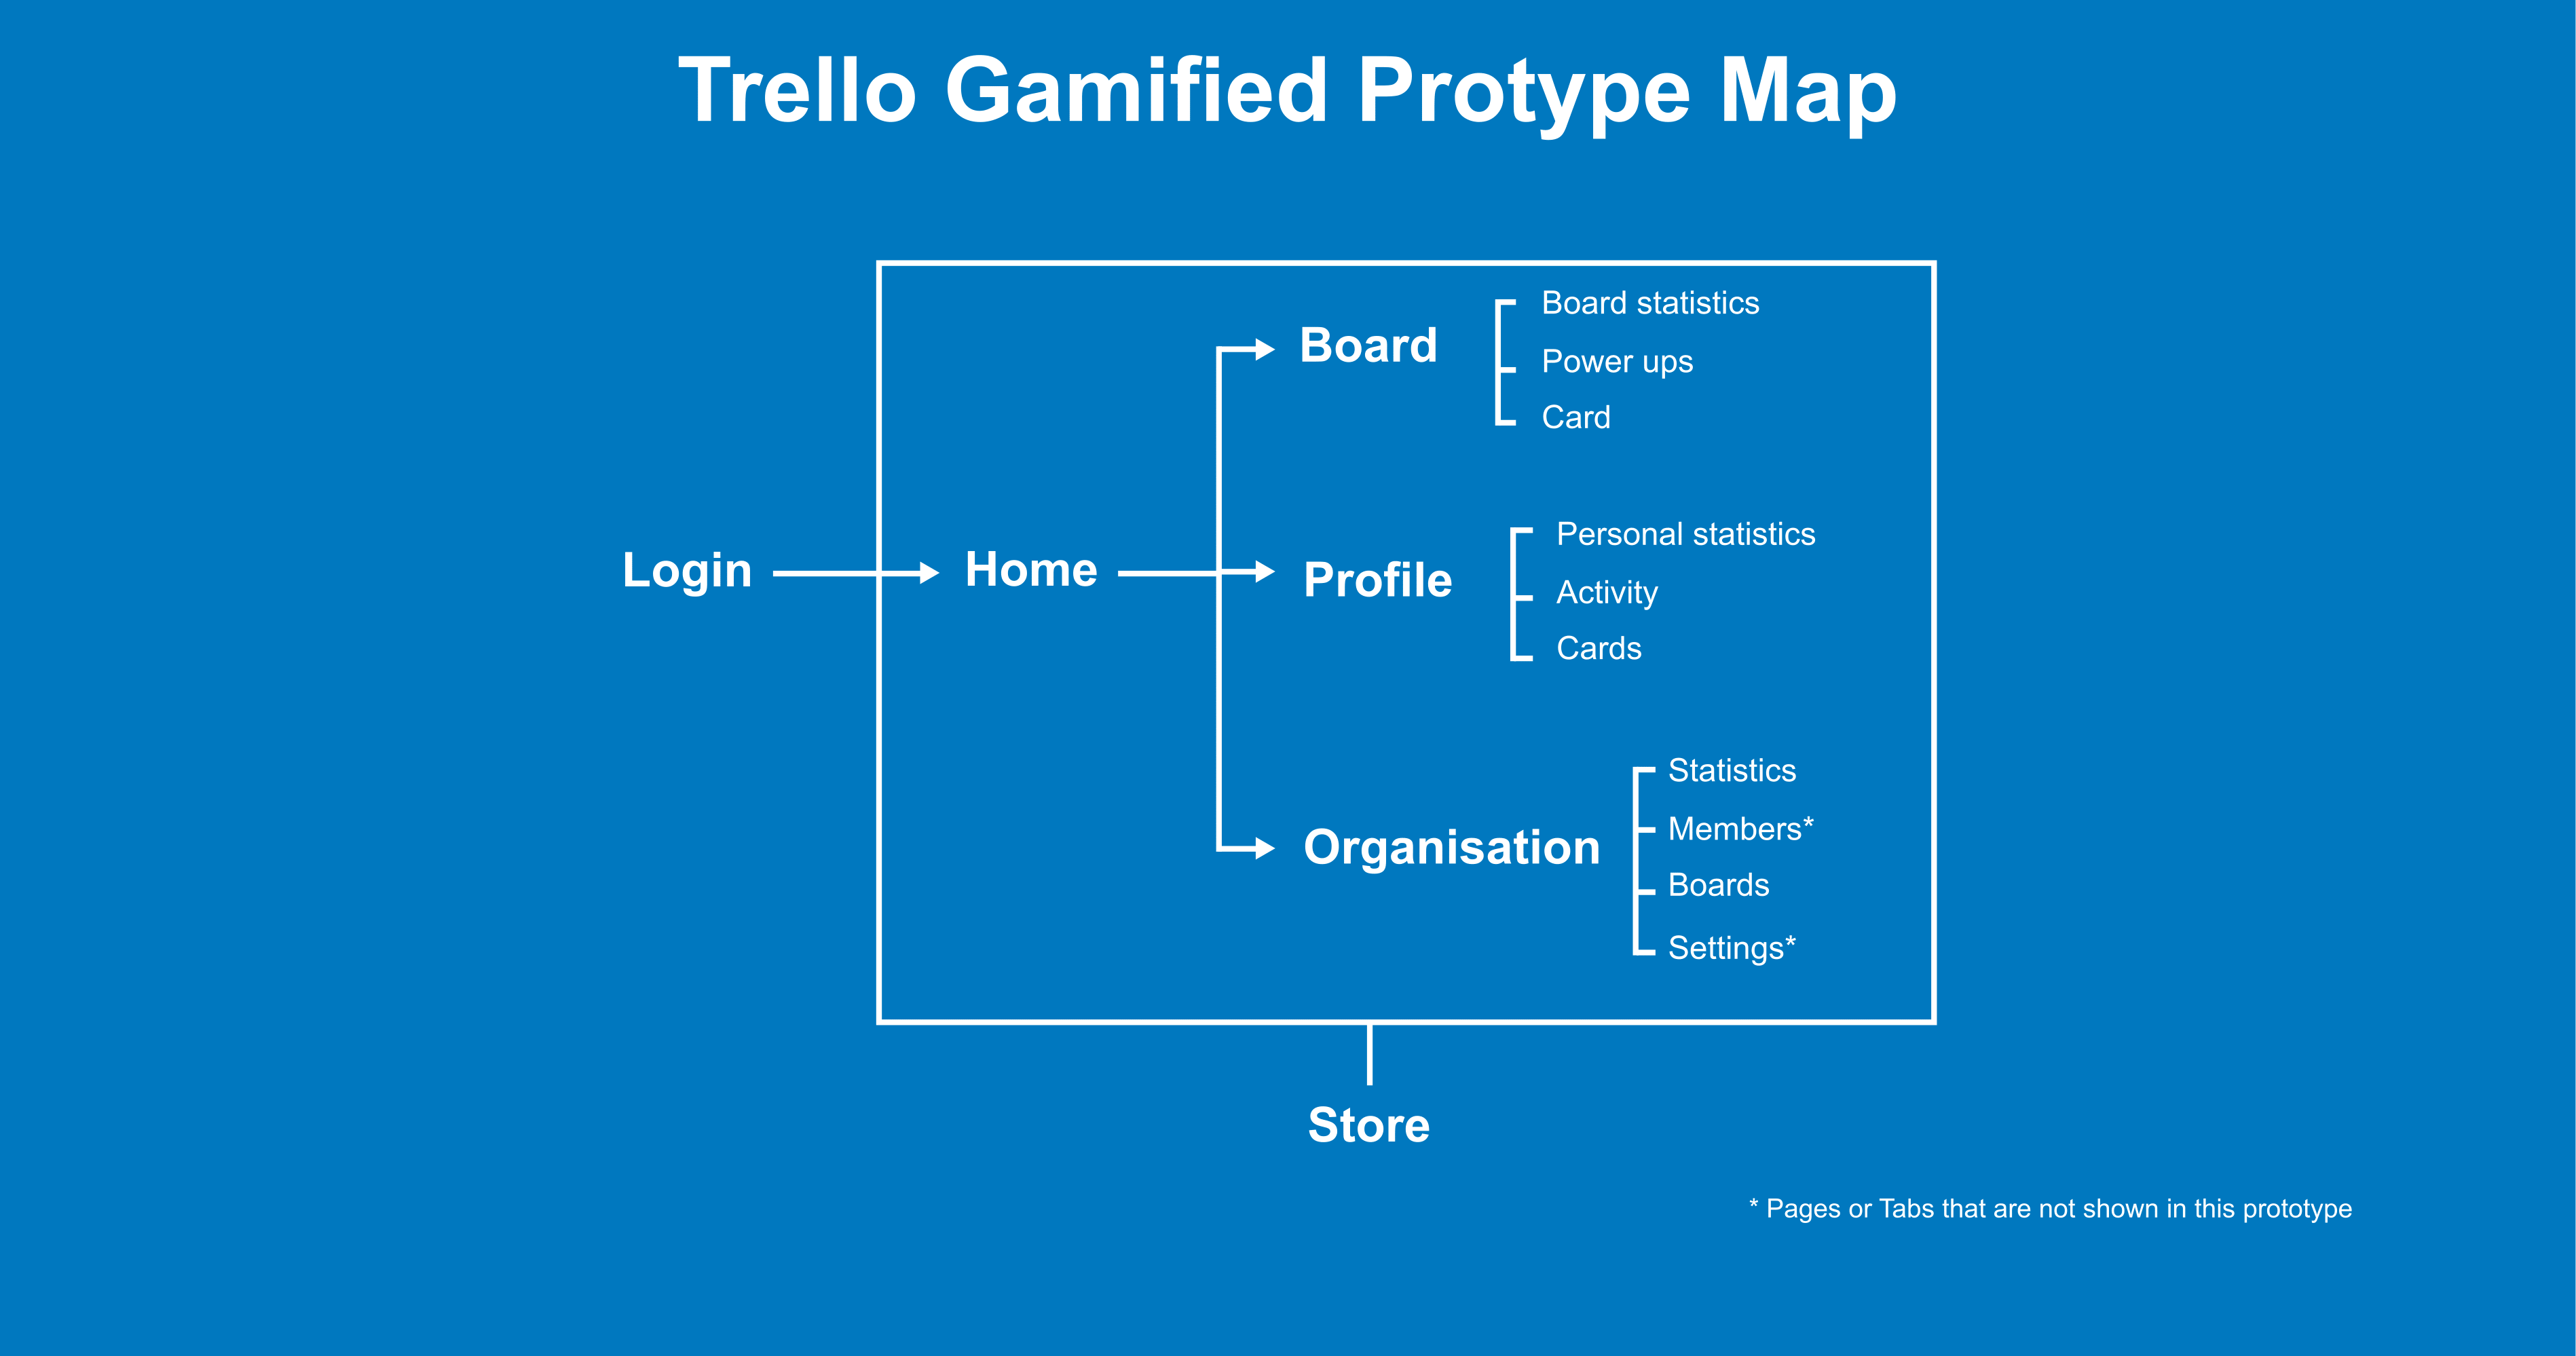 Trello Gamified Protype Map
Board
Board statistics
Power ups
Card
Login
Home
Profile
Personal statistics
Activity
Cards
Organisation
Statistics
Members*
Boards
Settings*
Store
* Pages or Tabs that are not shown in this prototype